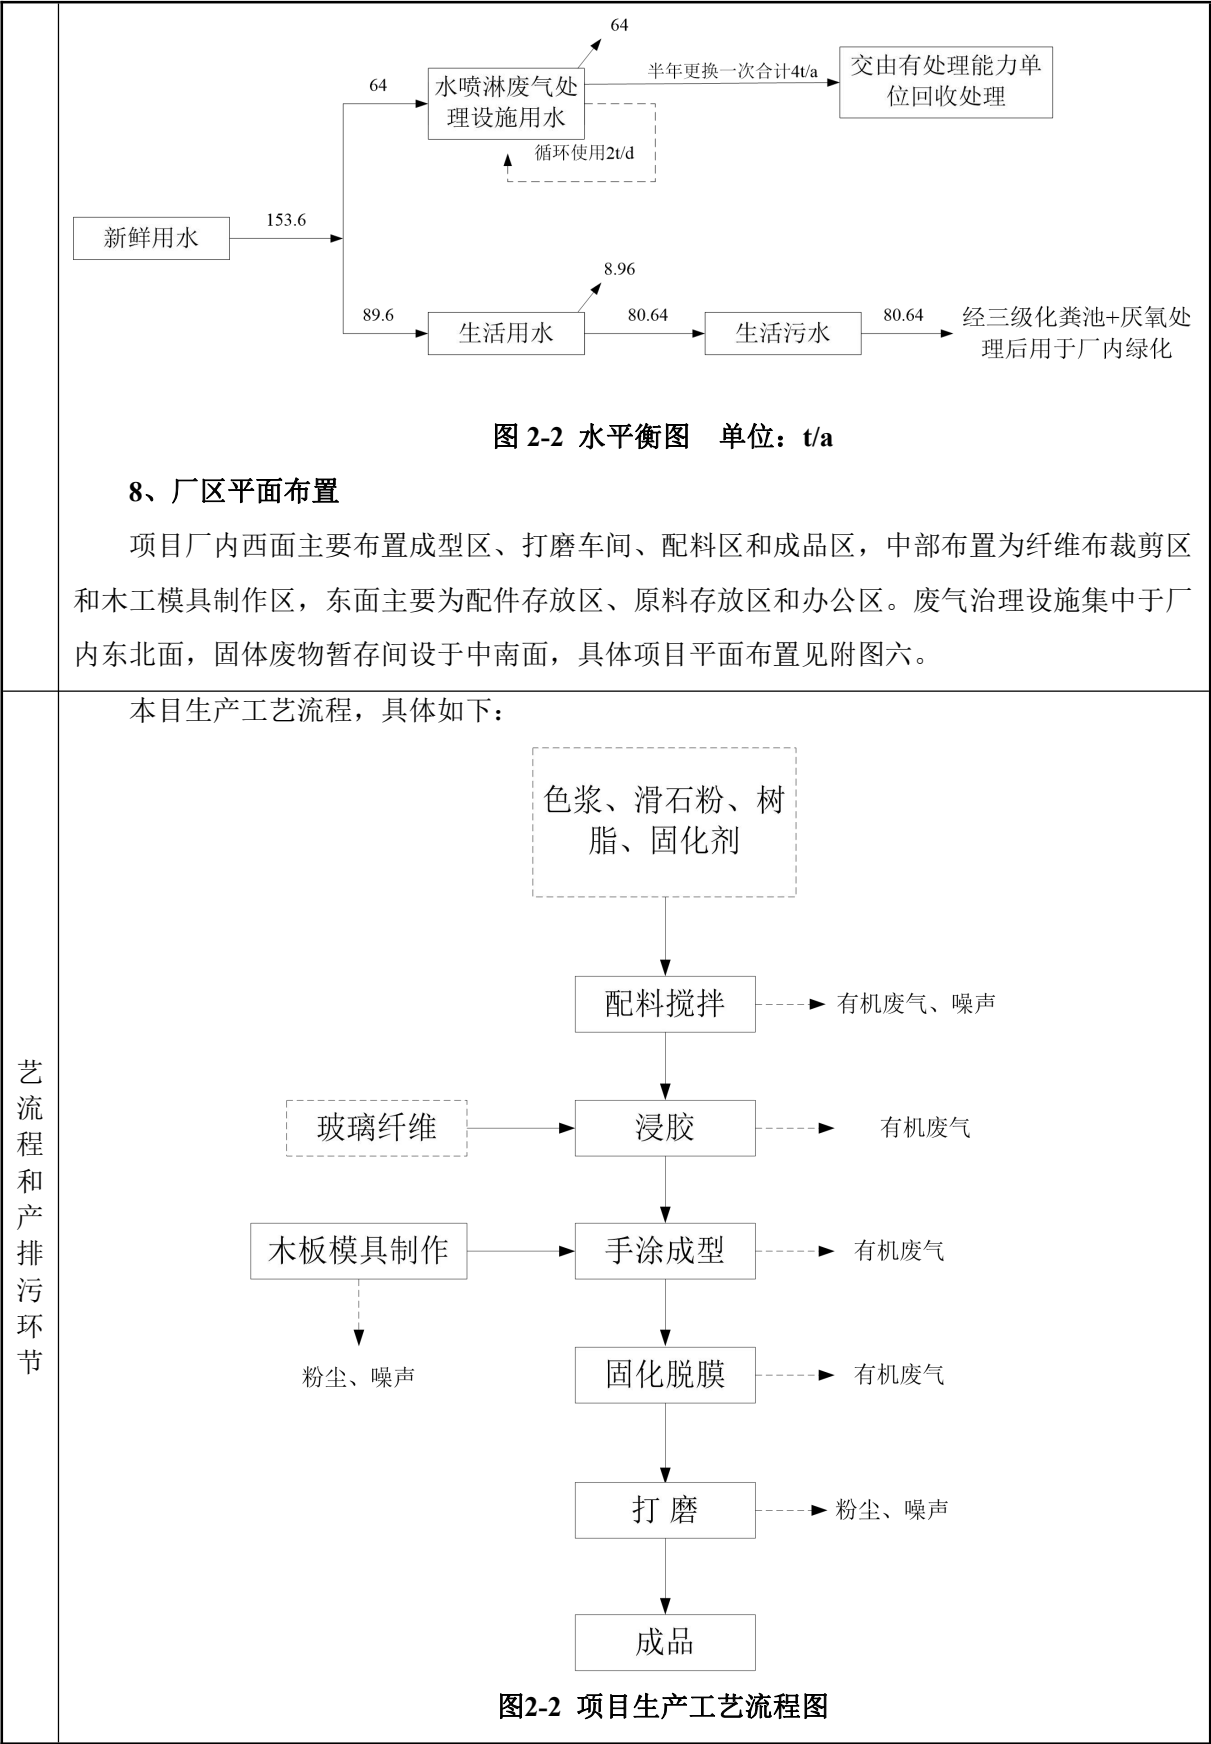 64
半年更换一次合计4t/a
水喷淋废气处
理设施用水
交由有处理能力单
位回收处理
64
循环使用2t/d
新鲜用水
153.6
8.96
89.6
生活用水
80.64
生活污水
80.64
经三级化粪池+厌氧处
理后用于厂内绿化
图 2-2 水平衡图 单位：t/a
8、厂区平面布置
项目厂内西面主要布置成型区、打磨车间、配料区和成品区，中部布置为纤维布裁剪区
和木工模具制作区，东面主要为配件存放区、原料存放区和办公区。废气治理设施集中于厂
内东北面，固体废物暂存间设于中南面，具体项目平面布置见附图六。
艺
流
程
和
产
排
污
环
节
本目生产工艺流程，具体如下：
色浆、滑石粉、树
脂、固化剂
配料搅拌
有机废气、噪声
玻璃纤维
浸胶
有机废气
木板模具制作
手涂成型
有机废气
粉尘、噪声
固化脱膜
有机废气
打 磨
粉尘、噪声
成品
图2-2 项目生产工艺流程图